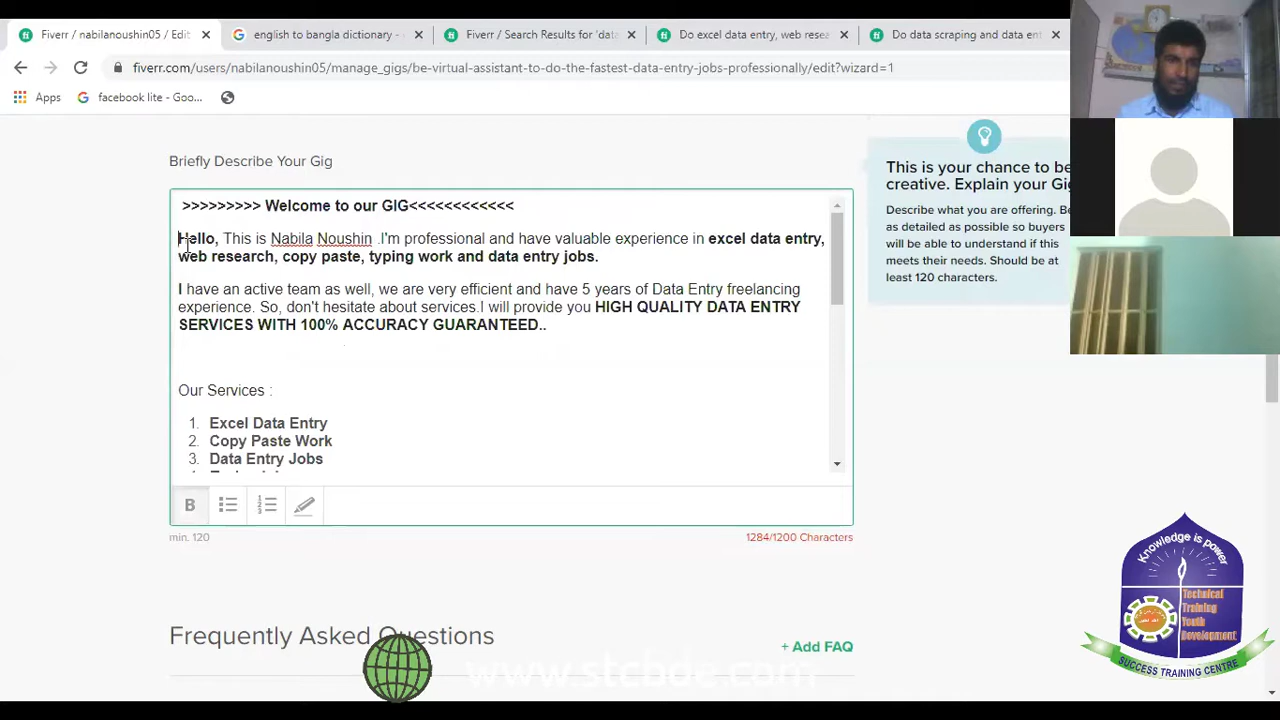 Fiverr / nabilanoushin05 / Edit
english to bangla dictionary -
Fiverr / Search Results for 'data
Do excel data entry, web resea
Do data scraping and data ent
fiverr.com/users/nabilanoushin05/manage_gigs/be-virtual-assistant-to-do-the-fastest-data-entry-jobs-professionally/edit?wizard=1
Apps
facebook lite - Goo...
Briefly Describe Your Gig
>>>>>>>>> Welcome to our GIG<<<<<<<<<<<<
Hello, This is Nabila Noushin .I'm professional and have valuable experience in excel data entry,
web research, copy paste, typing work and data entry jobs.
I have an active team as well, we are very efficient and have 5 years of Data Entry freelancing
experience. So, don't hesitate about services.I will provide you HIGH QUALITY DATA ENTRY
SERVICES WITH 100% ACCURACY GUARANTEED..
Our Services :
1. Excel Data Entry
2. Copy Paste Work
3. Data Entry Jobs
B
min. 120
1284/1200 Characters
This is your chance to be
creative. Explain your Gig
Describe what you are offering. Be
as detailed as possible so buyers
will be able to understand if this
meets their needs. Should be at
least 120 characters.
Frequently Asked Questions
+ Add FAQ
www.stcbde.com
Knowledge is power
Technical
Training
Youth
Development
SUCCESS TRAINING CENTRE